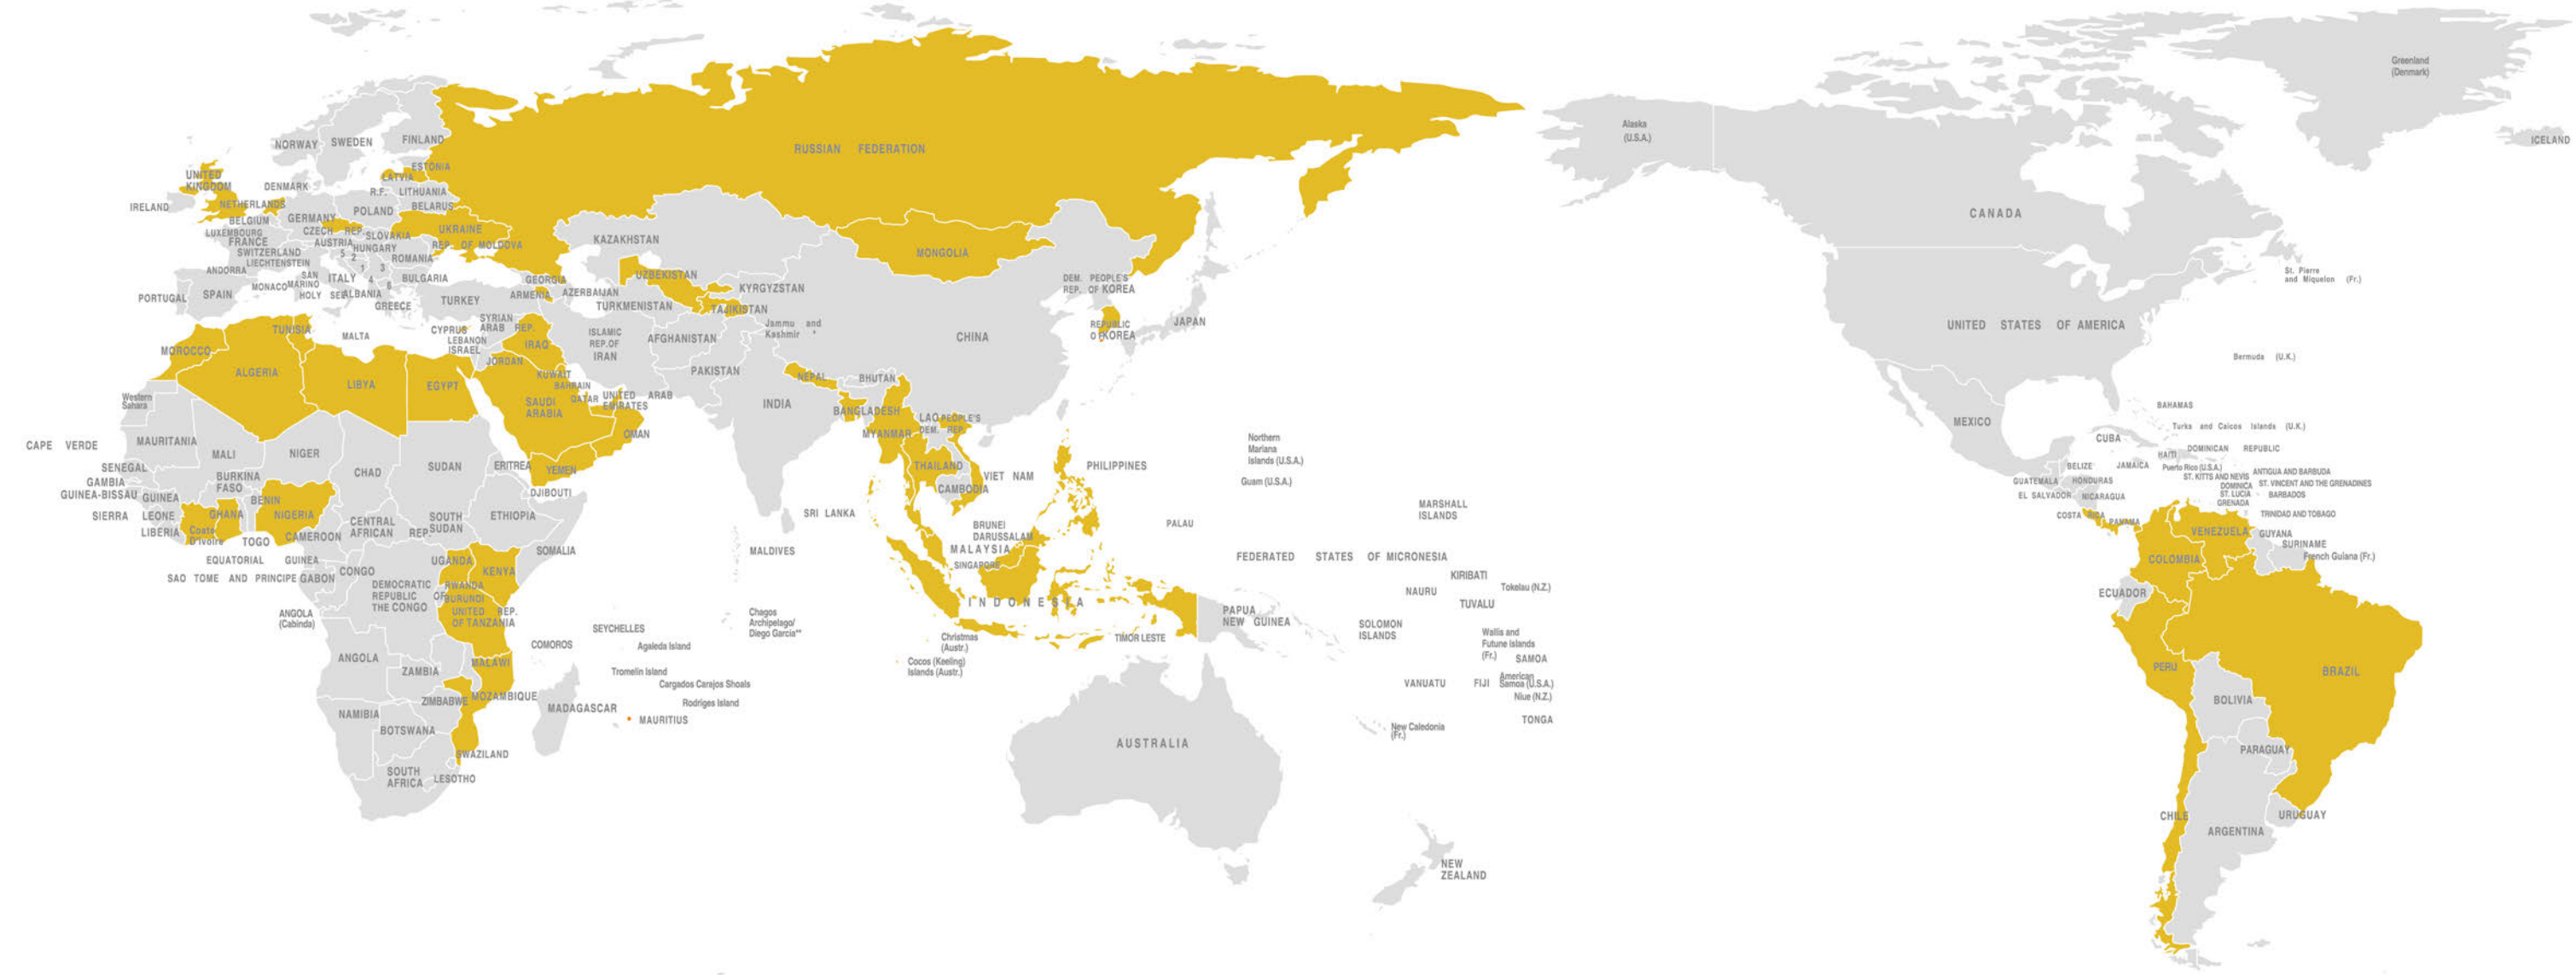 Greenland
(Denmark)
ICELAND
Alaska
(U.S.A.)
CANADA
RUSSIAN FEDERATION
NORWAY
SWEDEN
FINLAND
ESTONIA
LATVIA
LITHUANIA
R.F.
BELARUS
UNITED
KINGDOM
DENMARK
IRELAND
NETHERLANDS
BELGIUM
GERMANY
POLAND
LUXEMBOURG
FRANCE
CZECH REP.
SLOVAKIA
UKRAINE
AUSTRIA
HUNGARY
REP. OF MOLDOVA
SWITZERLAND
LIECHTENSTEIN
5
2
1
3
4
6
ROMANIA
ANDORRA
MONACO
SAN
MARINO
ITALY
BULGARIA
HOLY SEE
ALBANIA
GREECE
PORTUGAL
SPAIN
TURKEY
GEORGIA
ARMENIA
AZERBAIJAN
KAZAKHSTAN
UZBEKISTAN
KYRGYZSTAN
TURKMENISTAN
TAJIKISTAN
MONGOLIA
DEM. PEOPLE'S
REP. OF KOREA
REPUBLIC
OF KOREA
JAPAN
CHINA
Jammu and
Kashmir *
AFGHANISTAN
ISLAMIC
REP.OF
IRAN
PAKISTAN
INDIA
NEPAL
BHUTAN
BANGLADESH
MYANMAR
LAO PEOPLE'S
DEM. REP.
THAILAND
VIET NAM
CAMBODIA
PHILIPPINES
MALTA
CYPRUS
SYRIAN
ARAB REP.
LEBANON
ISRAEL
IRAQ
JORDAN
KUWAIT
BAHRAIN
QATAR
UNITED ARAB
EMIRATES
SAUDI
ARABIA
OMAN
YEMEN
MOROCCO
TUNISIA
ALGERIA
LIBYA
EGYPT
Western
Sahara
CAPE VERDE
MAURITANIA
MALI
NIGER
CHAD
SUDAN
ERITREA
DJIBOUTI
SENEGAL
GAMBIA
GUINEA-BISSAU
GUINEA
BURKINA
FASO
BENIN
NIGERIA
SIERRA LEONE
LIBERIA
Coate
D'Ivoire
GHANA
TOGO
CAMEROON
CENTRAL
AFRICAN REP.
SOUTH
SUDAN
ETHIOPIA
SOMALIA
EQUATORIAL GUINEA
SAO TOME AND PRINCIPE
GABON
CONGO
DEMOCRATIC
REPUBLIC OF
THE CONGO
UGANDA
KENYA
RWANDA
BURUNDI
UNITED REP.
OF TANZANIA
ANGOLA
(Cabinda)
ANGOLA
ZAMBIA
MALAWI
MOZAMBIQUE
ZIMBABWE
NAMIBIA
BOTSWANA
SWAZILAND
SOUTH
AFRICA
LESOTHO
MADAGASCAR
COMOROS
SEYCHELLES
Agaleda Island
Tromelin Island
Cargados Carajos Shoals
Rodriges Island
MAURITIUS
SRI LANKA
MALDIVES
Chagos
Archipelago/
Diego Garcia**
BRUNEI
DARUSSALAM
MALAYSIA
SINGAPORE
INDONESIA
Christmas
(Austr.)
Cocos (Keeling)
Islands (Austr.)
TIMOR LESTE
PAPUA
NEW GUINEA
AUSTRALIA
NEW
ZEALAND
Northern
Mariana
Islands (U.S.A.)
Guam (U.S.A.)
PALAU
MARSHALL
ISLANDS
FEDERATED STATES OF MICRONESIA
KIRIBATI
NAURU
TUVALU
Tokelau (N.Z.)
SOLOMON
ISLANDS
Wallis and
Futune islands
(Fr.)
SAMOA
American
Samoa (U.S.A.)
VANUATU
FIJI
Niue (N.Z.)
TONGA
New Caledonia
(Fr.)
St. Pierre
and Miquelon (Fr.)
UNITED STATES OF AMERICA
Bermuda (U.K.)
MEXICO
BAHAMAS
Turks and Caicos Islands (U.K.)
CUBA
DOMINICAN REPUBLIC
HAITI
BELIZE
JAMAICA
Puerto Rico (U.S.A.)
ST. KITTS AND NEVIS
ANTIGUA AND BARBUDA
GUATEMALA
HONDURAS
DOMINICA
ST. VINCENT AND THE GRENADINES
EL SALVADOR
NICARAGUA
ST. LUCIA
BARBADOS
GRENADA
COSTA RICA
PANAMA
TRINIDAD AND TOBAGO
VENEZUELA
GUYANA
SURINAME
French Guiana (Fr.)
COLOMBIA
ECUADOR
PERU
BRAZIL
BOLIVIA
PARAGUAY
CHILE
URUGUAY
ARGENTINA